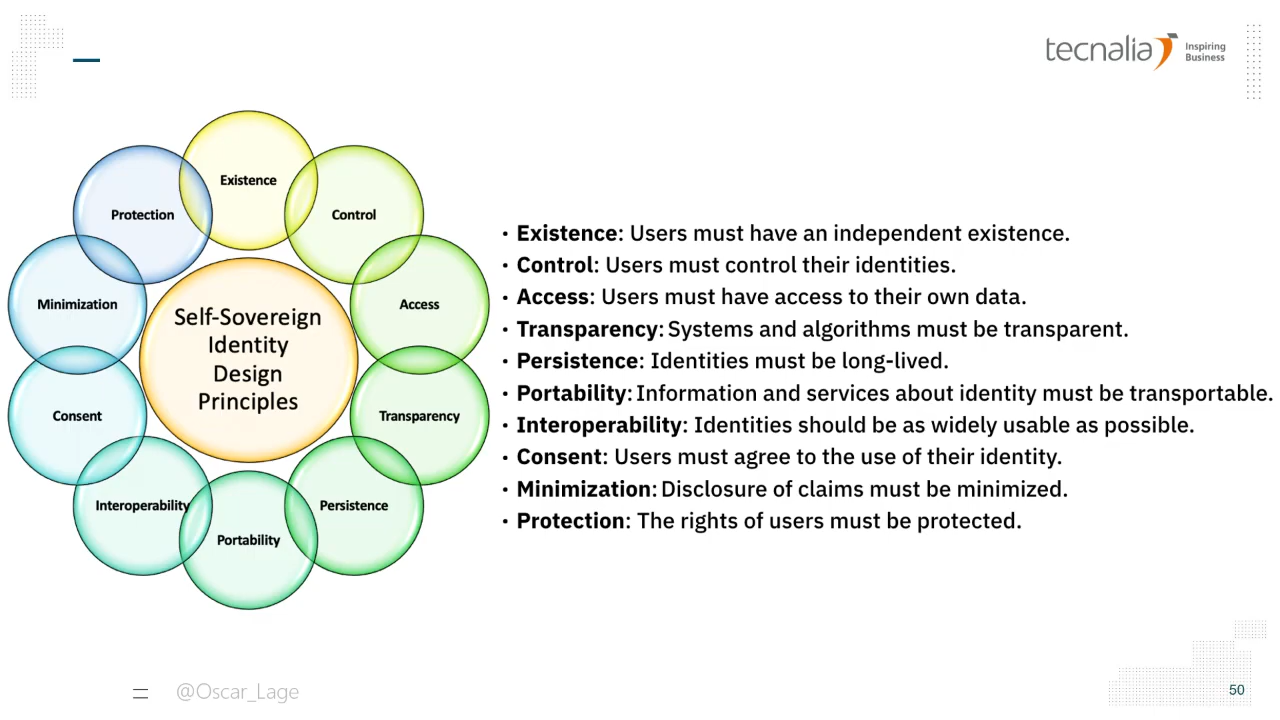 tecnalia Inspiring
Business
Existence
Protection
Control
Minimization
Access
Self-Sovereign
Identity
Design
Principles
Consent
Transparency
Interoperability
Persistence
Portability
• Existence: Users must have an independent existence.
• Control: Users must control their identities.
• Access: Users must have access to their own data.
• Transparency: Systems and algorithms must be transparent.
• Persistence: Identities must be long-lived.
• Portability: Information and services about identity must be transportable.
• Interoperability: Identities should be as widely usable as possible.
• Consent: Users must agree to the use of their identity.
• Minimization: Disclosure of claims must be minimized.
• Protection: The rights of users must be protected.
@Oscar_Lage
50